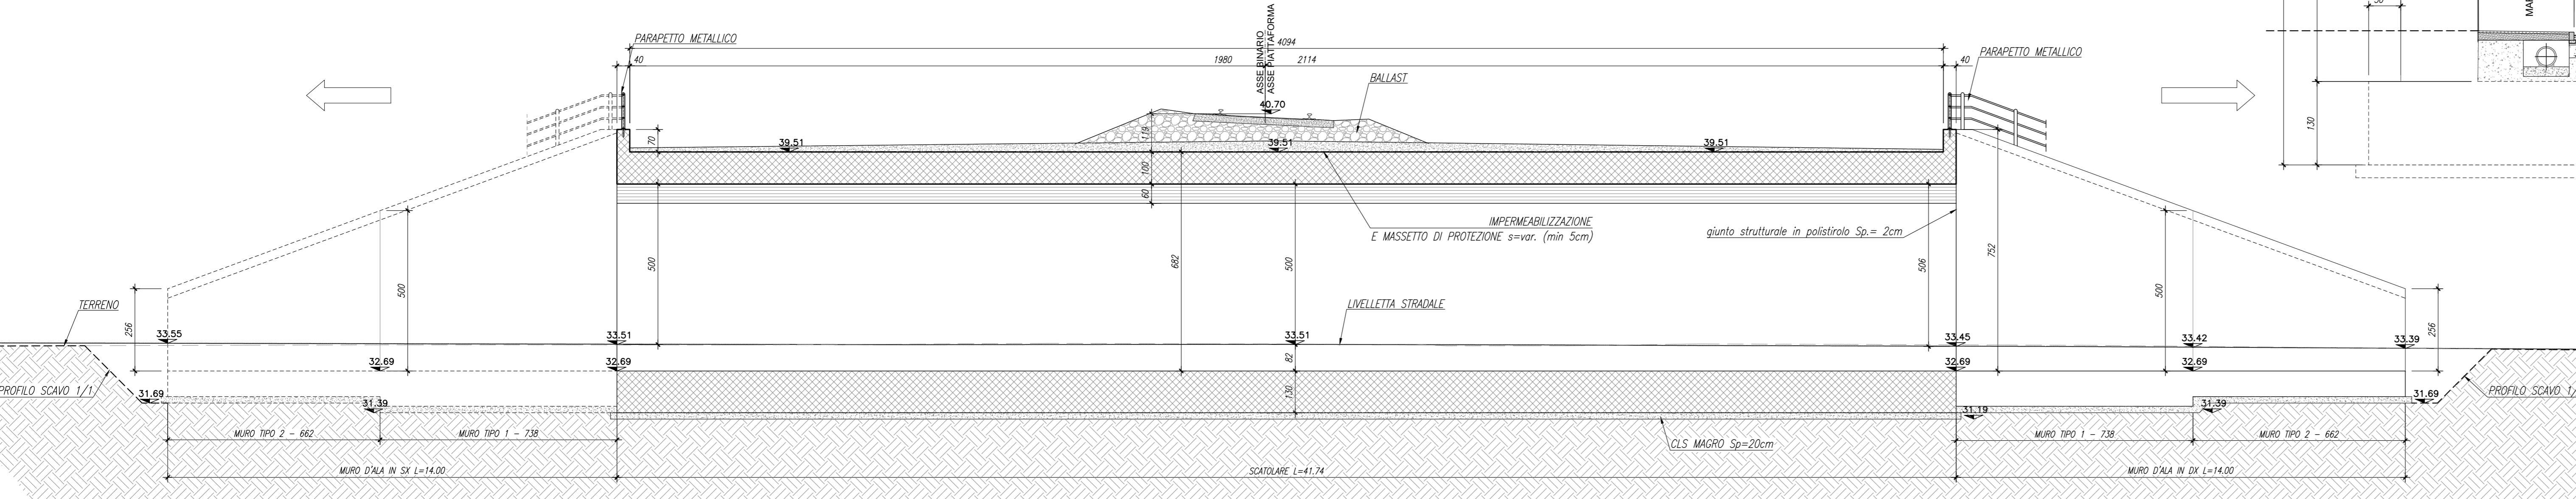 PARAPETTO METALLICO
4094
40
1980
2114
40
ASSE BINARIO
ASSE PIATTAFORMA
PARAPETTO METALLICO
BALLAST
40.70
50
130
70
119
39.51
39.51
39.51
100
60
IMPERMEABILIZZAZIONE
E MASSETTO DI PROTEZIONE s=var. (min 5cm)
giunto strutturale in polistirolo Sp.= 2cm
500
500
682
500
506
752
500
TERRENO
256
LIVELLETTA STRADALE
256
33.55
33.51
33.51
33.45
33.42
33.39
32.69
32.69
82
32.69
32.69
PROFILO SCAVO 1/1
31.69
31.39
130
31.19
31.39
31.69
PROFILO SCAVO 1/
MURO TIPO 2 - 662
MURO TIPO 1 - 738
CLS MAGRO Sp=20cm
MURO TIPO 1 - 738
MURO TIPO 2 - 662
MURO D'ALA IN SX L=14.00
SCATOLARE L=41.74
MURO D'ALA IN DX L=14.00